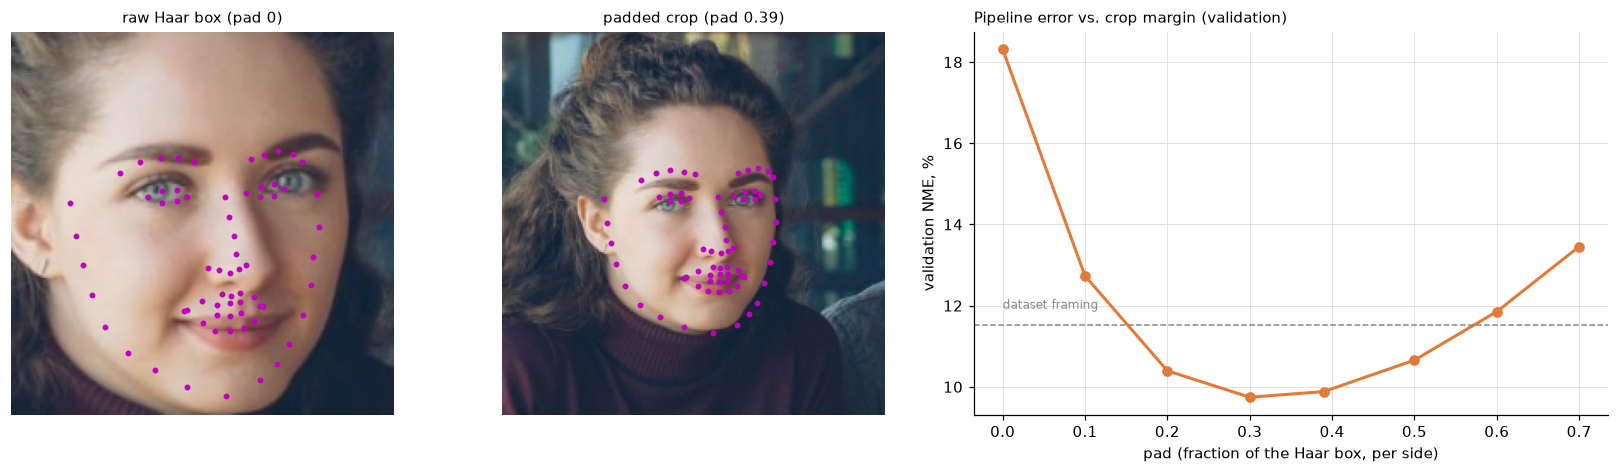 raw Haar box (pad 0)
padded crop (pad 0.39)
Pipeline error vs. crop margin (validation)
validation NME, %
18
16
14
12
10
dataset framing
0.0 0.1 0.2 0.3 0.4 0.5 0.6 0.7
pad (fraction of the Haar box, per side)